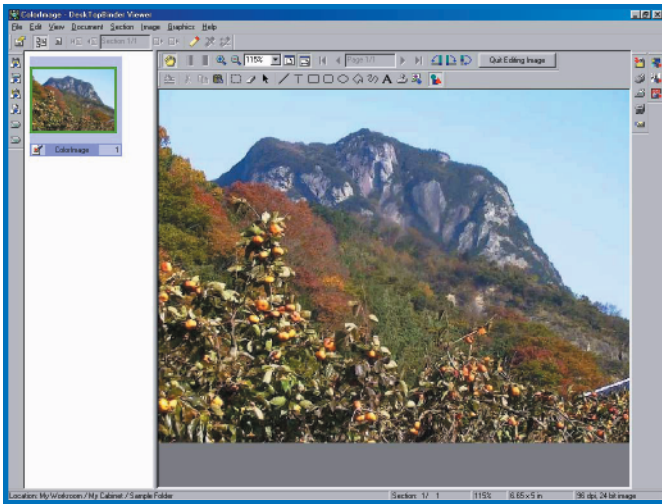 ColorImage - DeskTopBinder Viewer
File Edit View Document Section Image Graphics Help
Section 1/1
115%
Page 1/1
Quit Editing Image
T
A
ColorImage 1
Location: My Workroom / My Cabinet / Sample Folder
Section: 1/ 1
115%
6.65 x 5 in
96 dpi, 24 bit image